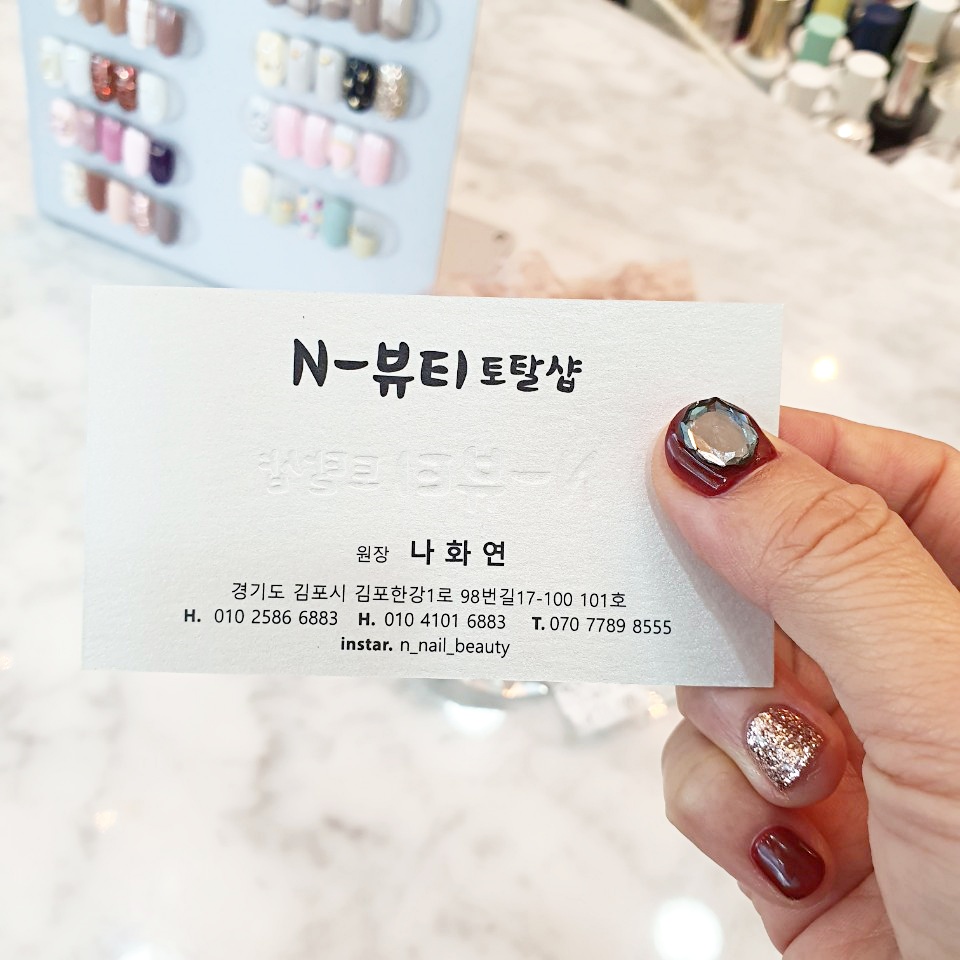 N-뷰티 토탈샵
원장 나화연
경기도 김포시 김포한강1로 98번길17-100 101호
H. 010 2586 6883 H. 010 4101 6883 T. 070 7789 8555
instar. n_nail_beauty